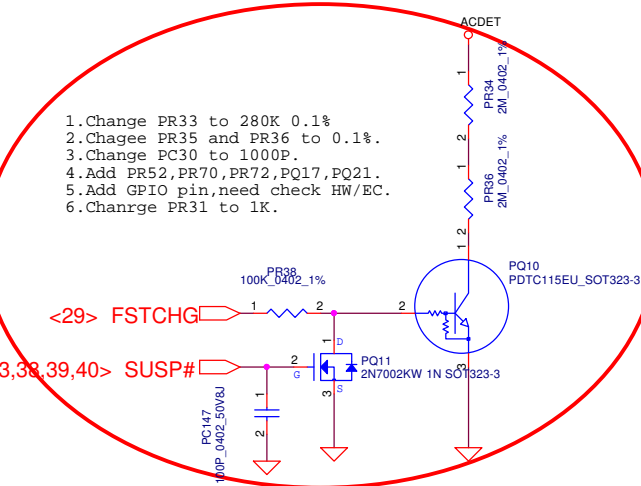 ACDET
1
PR34
2M_0402_1%
2
1.Change PR33 to 280K 0.1%
2.Chagee PR35 and PR36 to 0.1%.
3.Change PC30 to 1000P.
4.Add PR52,PR70,PR72,PQ17,PQ21.
5.Add GPIO pin,need check HW/EC.
6.Chanrge PR31 to 1K.
1
PR36
2M_0402_1%
2
1
PQ10
PDTC115EU_SOT323-3
PR38
100K_0402_1%
<29> FSTCHG
1
2
2
3
1
D
3,38,39,40> SUSP#
2
G
PQ11
2N7002KW 1N SOT323-3
S
3
1
PC147
100P_0402_50V8J
2